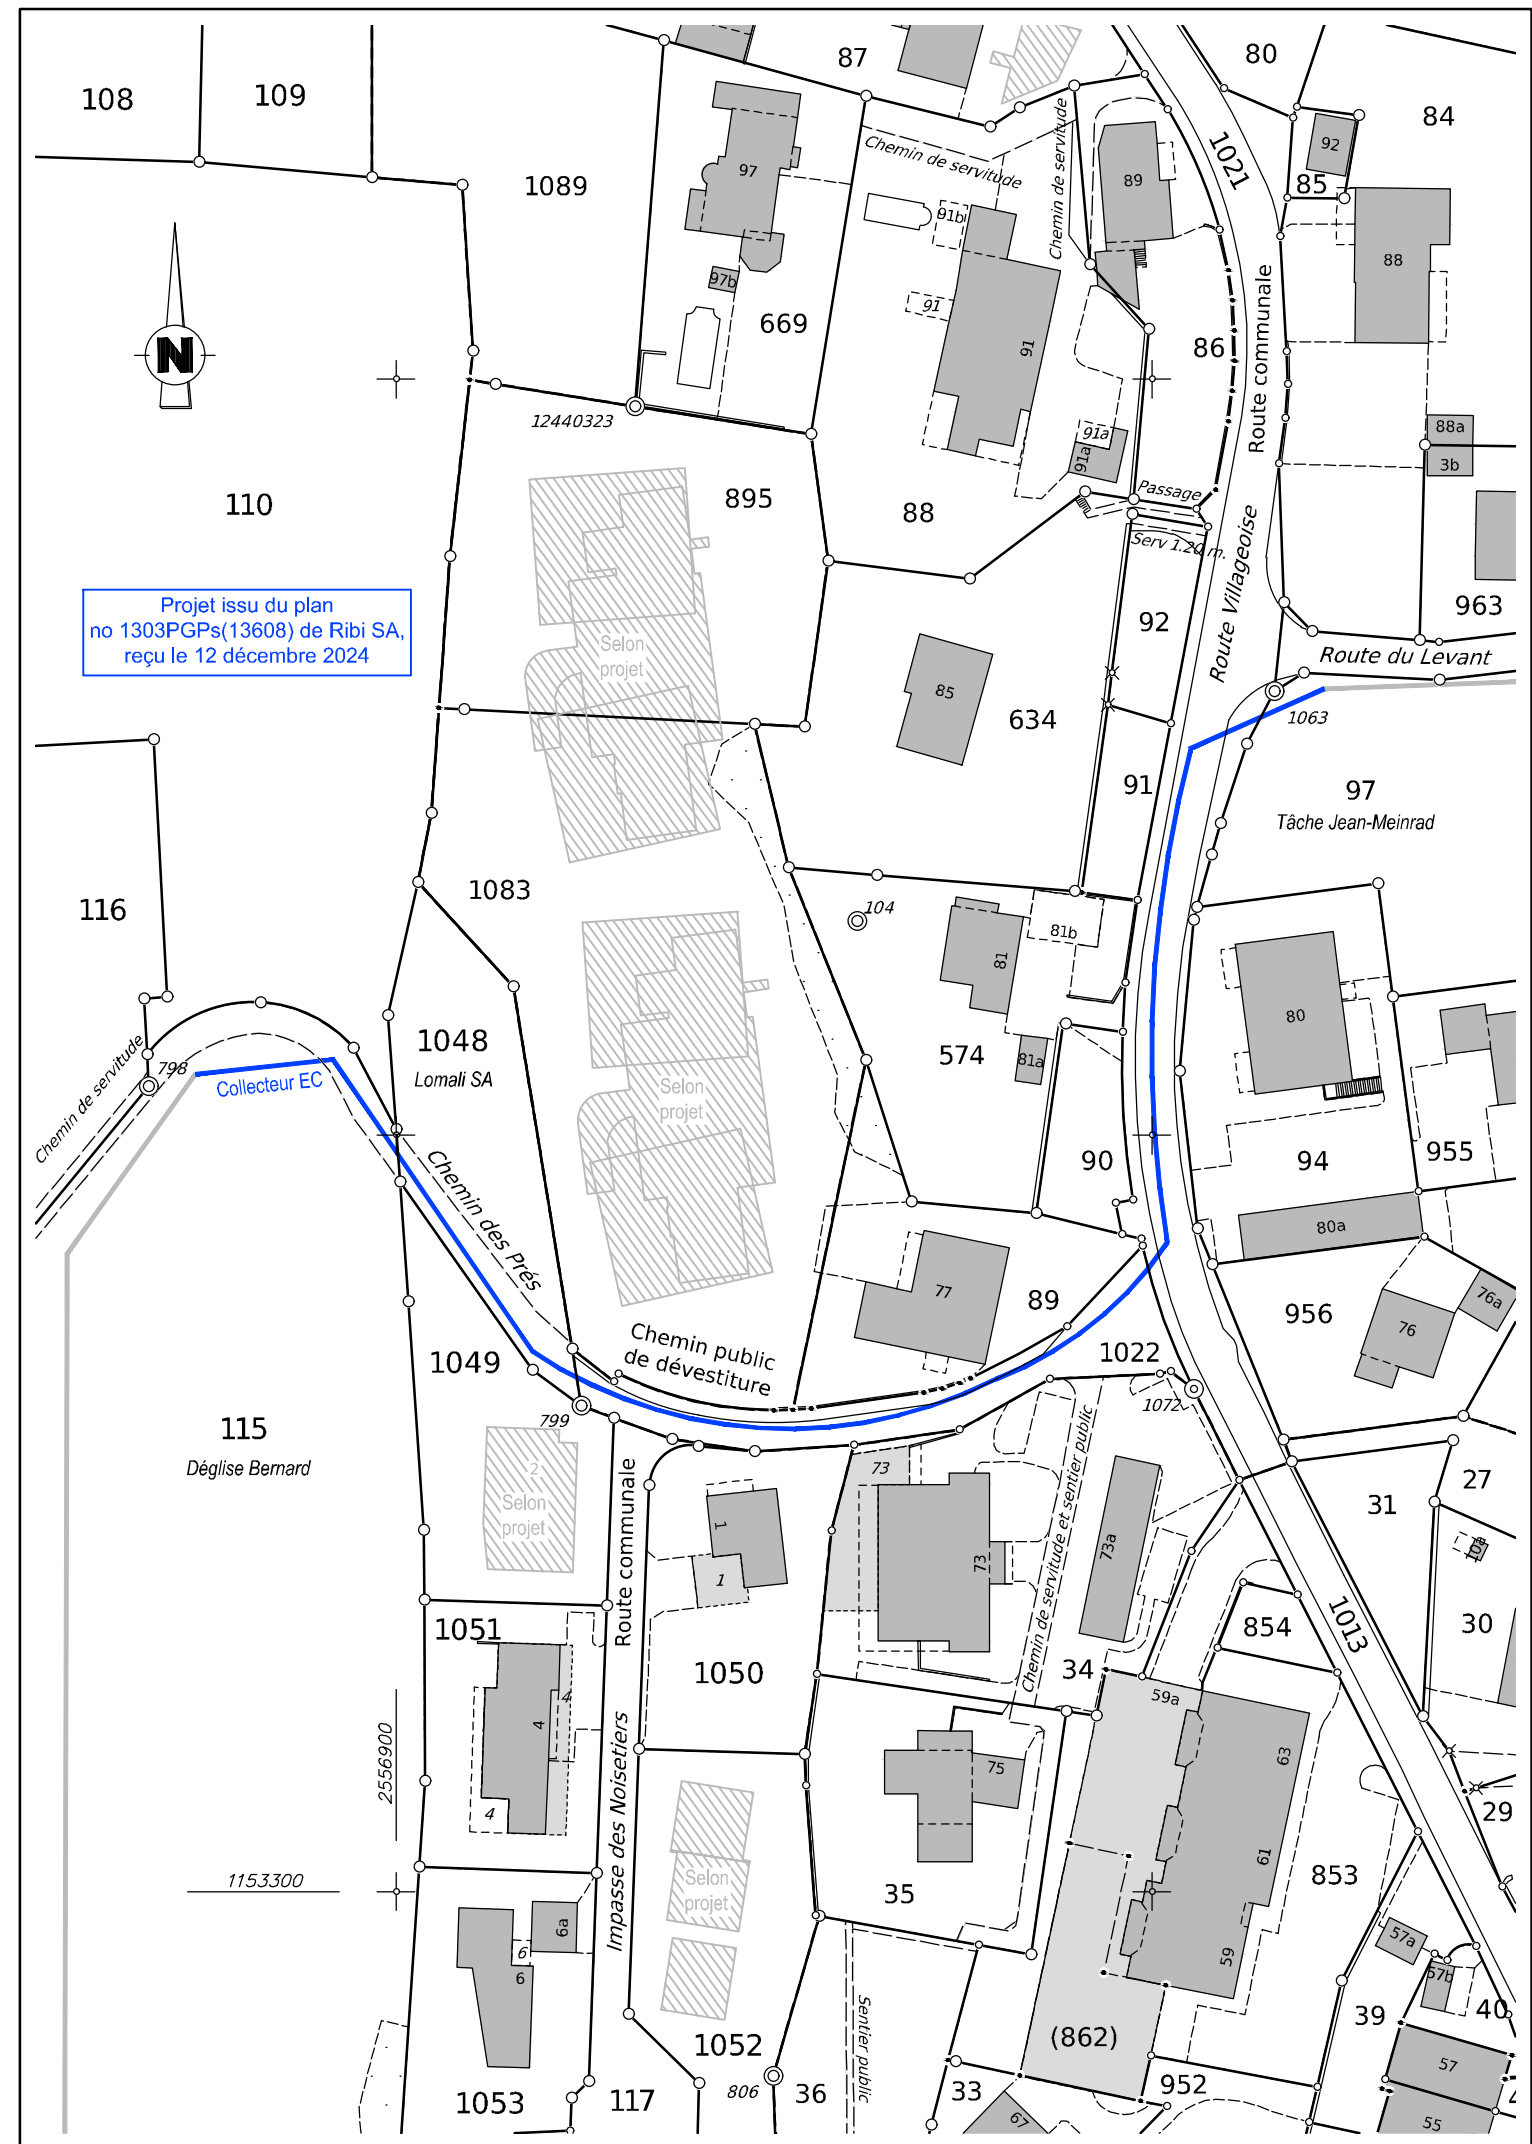 87
80
108
109
84
92
1021
Chemin de servitude
Chemin de servitude
97
1089
89
85
91b
88
97b
91
669
91
86
Route communale
12440323
88a
91a
91a
3b
110
895
88
Passage
Serv 1.20 m.
Projet issu du plan
no 1303PGPs(13608) de Ribi SA,
reçu le 12 décembre 2024
963
92
Selon
projet
Route Villageoise
Route du Levant
85
634
1063
91
97
Tâche Jean-Meinrad
1083
116
104
81b
81
80
1048
Lomali SA
574
81a
798
Collecteur EC
Chemin de servitude
Selon
projet
90
94
955
Chemin des Prés
80a
77
89
956
76a
76
Chemin public
de dévestiture
1049
1022
1072
799
115
Déglise Bernard
73
2
Selon
projet
Route communale
1
1
73
73a
Chemin de servitude et sentier public
31
27
10a
1051
854
1013
30
1050
34
4
4
4
59a
63
75
2556900
Impasse des Noisetiers
29
61
1153300
Selon
projet
35
853
6a
6
6
59
57a
57b
Sentier public
39
40
1052
(862)
57
806
36
33
952
1053
117
67
55